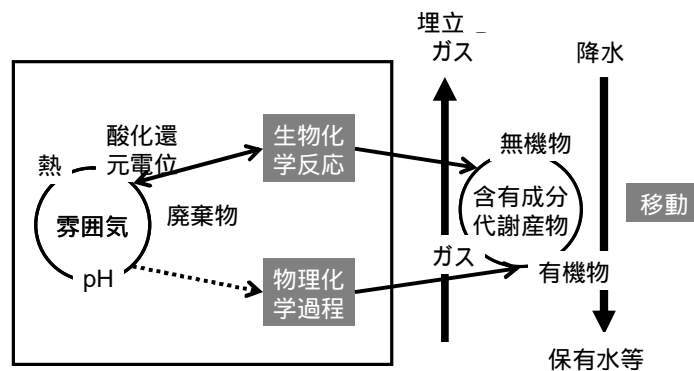 埋立
ガス
降水
酸化還
元電位
熱
雰囲気
pH
廃棄物
生物化
学反応
物理化
学過程
無機物
含有成分
代謝産物
ガス
有機物
移動
保有水等